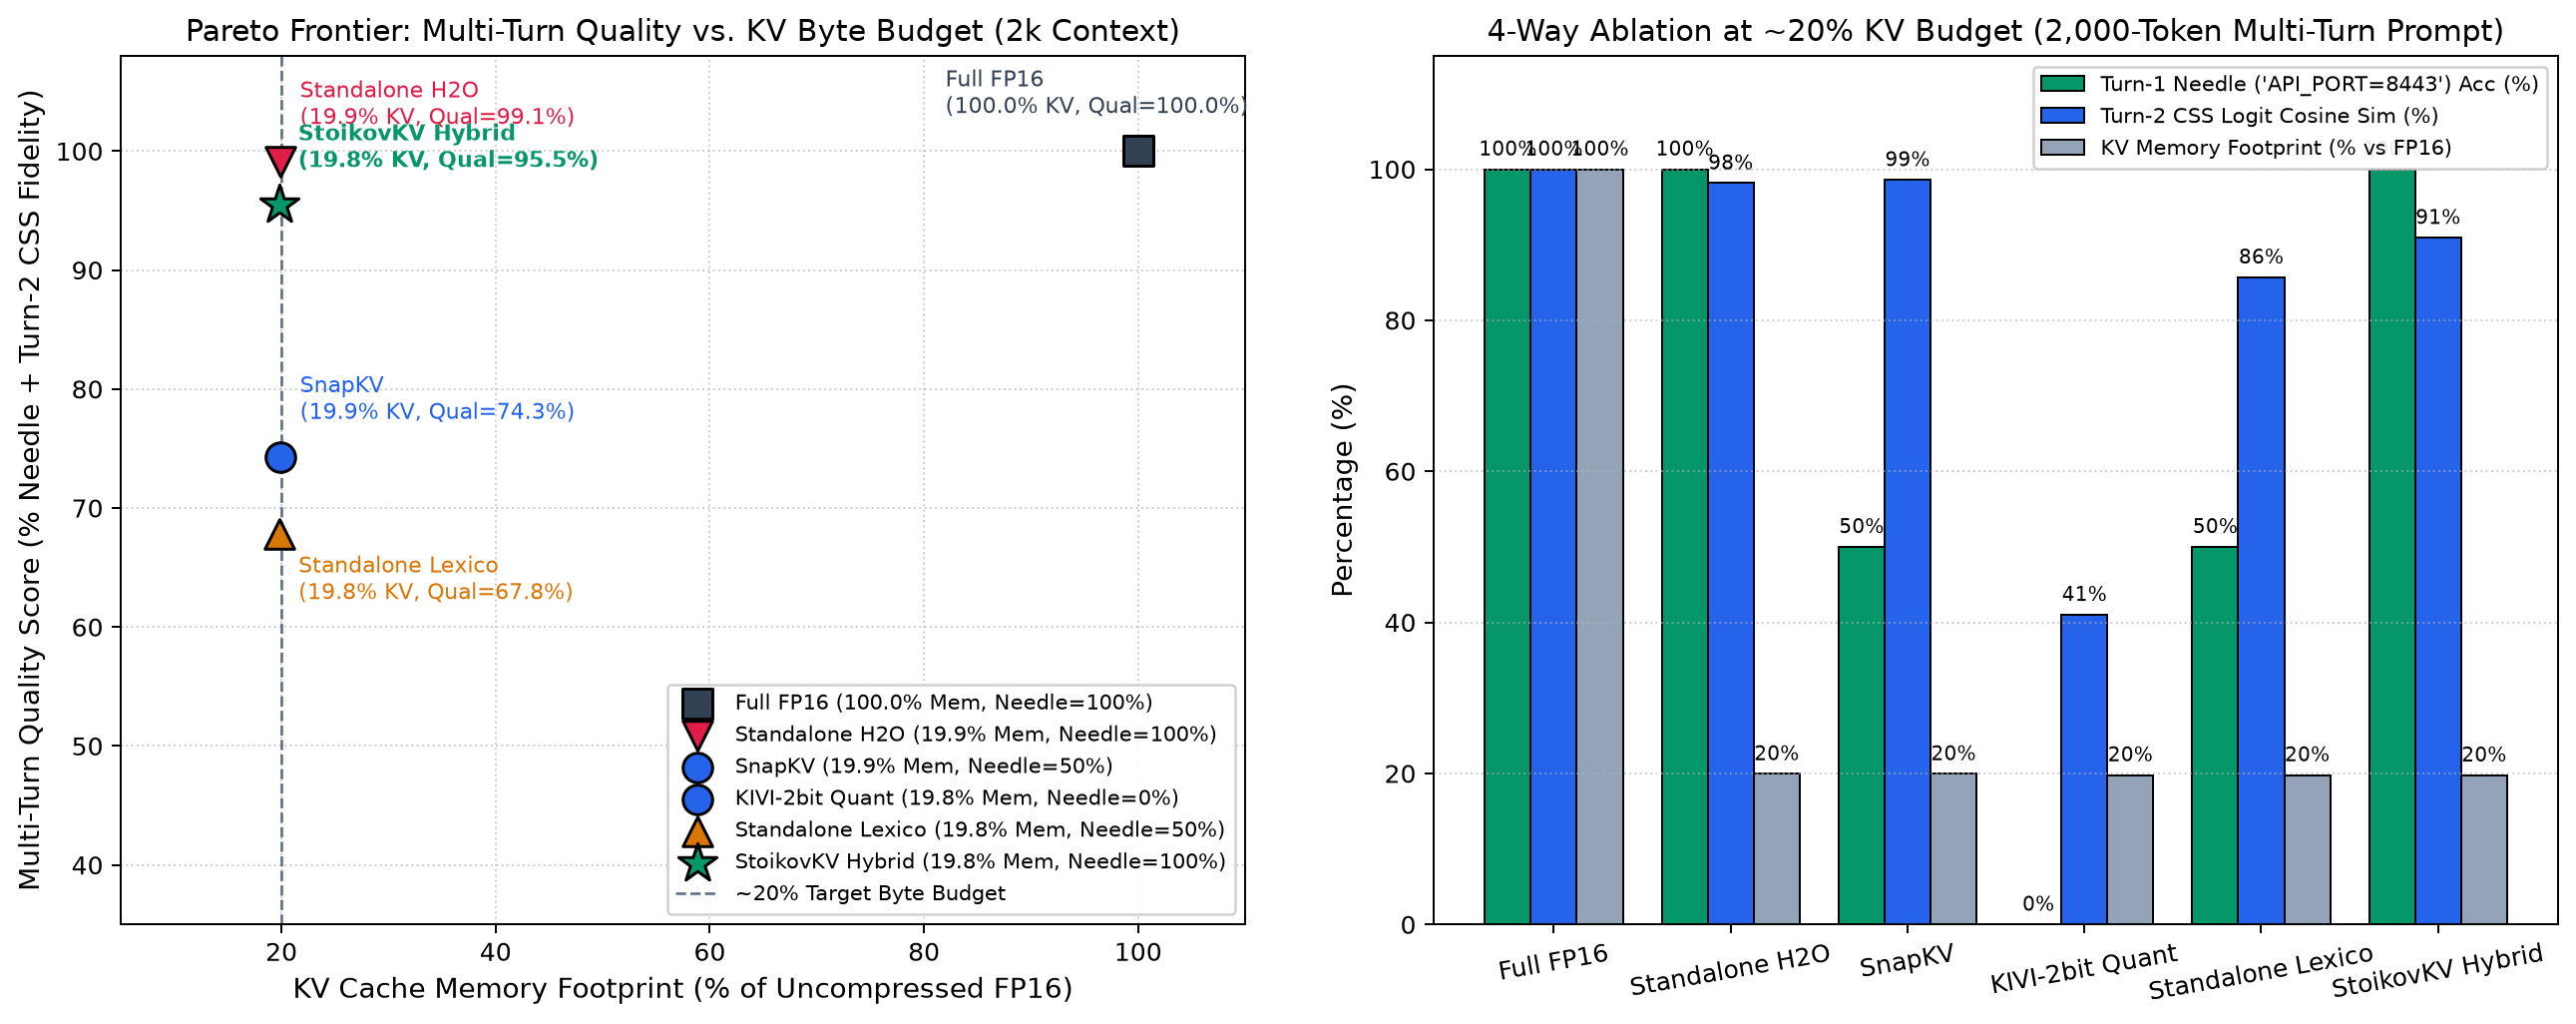 Pareto Frontier: Multi-Turn Quality vs. KV Byte Budget (2k Context)
Multi-Turn Quality Score (% Needle + Turn-2 CSS Fidelity)
100
90
80
70
60
50
40
Standalone H2O
(19.9% KV, Qual=99.1%)
StoikovKV Hybrid
(19.8% KV, Qual=95.5%)
Full FP16
(100.0% KV, Qual=100.0%)
SnapKV
(19.9% KV, Qual=74.3%)
Standalone Lexico
(19.8% KV, Qual=67.8%)
Full FP16 (100.0% Mem, Needle=100%)
Standalone H2O (19.9% Mem, Needle=100%)
SnapKV (19.9% Mem, Needle=50%)
KIVI-2bit Quant (19.8% Mem, Needle=0%)
Standalone Lexico (19.8% Mem, Needle=50%)
StoikovKV Hybrid (19.8% Mem, Needle=100%)
~20% Target Byte Budget
20 40 60 80 100
KV Cache Memory Footprint (% of Uncompressed FP16)
4-Way Ablation at ~20% KV Budget (2,000-Token Multi-Turn Prompt)
Turn-1 Needle ('API_PORT=8443') Acc (%)
Turn-2 CSS Logit Cosine Sim (%)
KV Memory Footprint (% vs FP16)
Percentage (%)
100
80
60
40
20
0
100% 100% 100%
100% 98% 20%
50% 99% 20%
0% 41% 20%
50% 86% 20%
91% 20%
Full FP16
Standalone H2O
SnapKV
KIVI-2bit Quant
Standalone Lexico
StoikovKV Hybrid